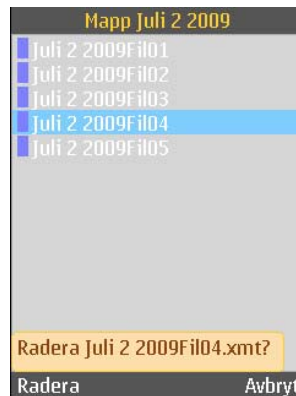 Mapp Juli 2 2009
Juli 2 2009Fil01
Juli 2 2009Fil02
Juli 2 2009Fil03
Juli 2 2009Fil04
Juli 2 2009Fil05
Radera Juli 2 2009Fil04.xmt?
Radera Avbryt